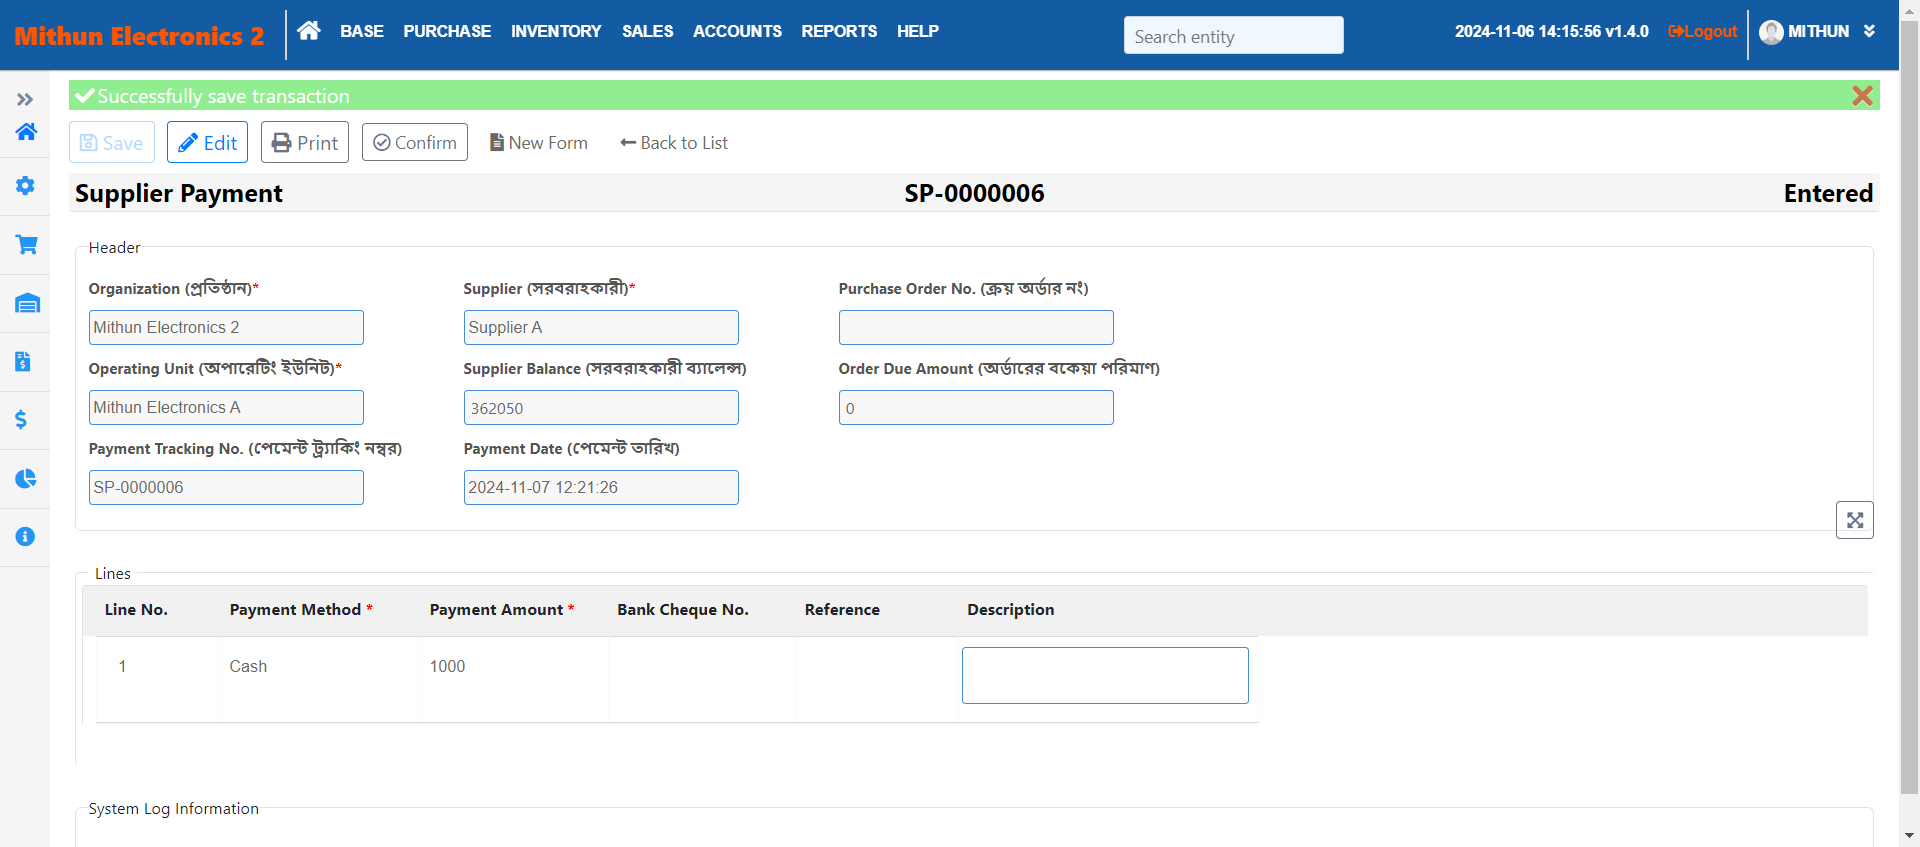 Mithun Electronics 2 BASE PURCHASE INVENTORY SALES ACCOUNTS REPORTS HELP Search entity 2024-11-06 14:15:56 v1.4.0 Logout MITHUN
Successfully save transaction
Save Edit Print Confirm New Form Back to List
Supplier Payment SP-0000006 Entered
Header
Organization (প্রতিষ্ঠান)* Supplier (সরবরাহকারী)* Purchase Order No. (ক্রয় অর্ডার নং)
Mithun Electronics 2 Supplier A
Operating Unit (অপারেটিং ইউনিট)* Supplier Balance (সরবরাহকারী ব্যালেন্স) Order Due Amount (অর্ডারের বকেয়া পরিমাণ)
Mithun Electronics A 362050 0
Payment Tracking No. (পেমেন্ট ট্র্যাকিং নম্বর) Payment Date (পেমেন্ট তারিখ)
SP-0000006 2024-11-07 12:21:26
Lines
Line No. Payment Method * Payment Amount * Bank Cheque No. Reference Description
1 Cash 1000
System Log Information